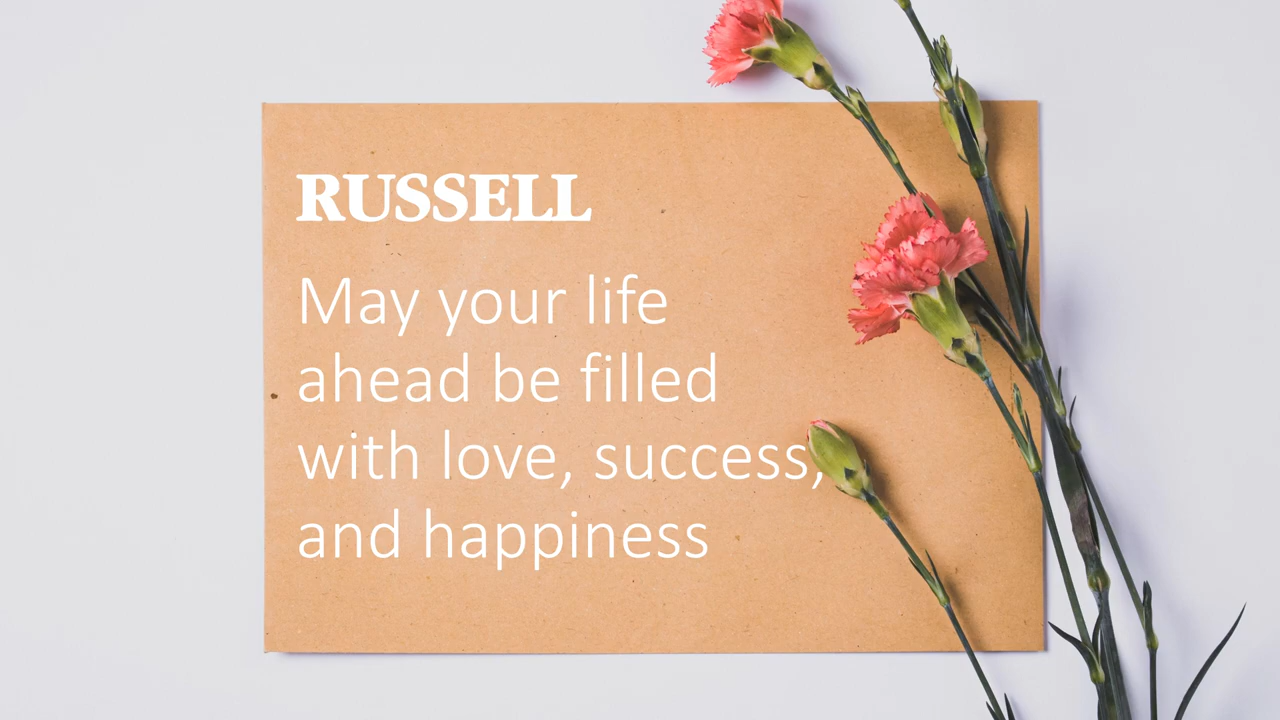 RUSSELL
May your life
ahead be filled
with love, success,
and happiness